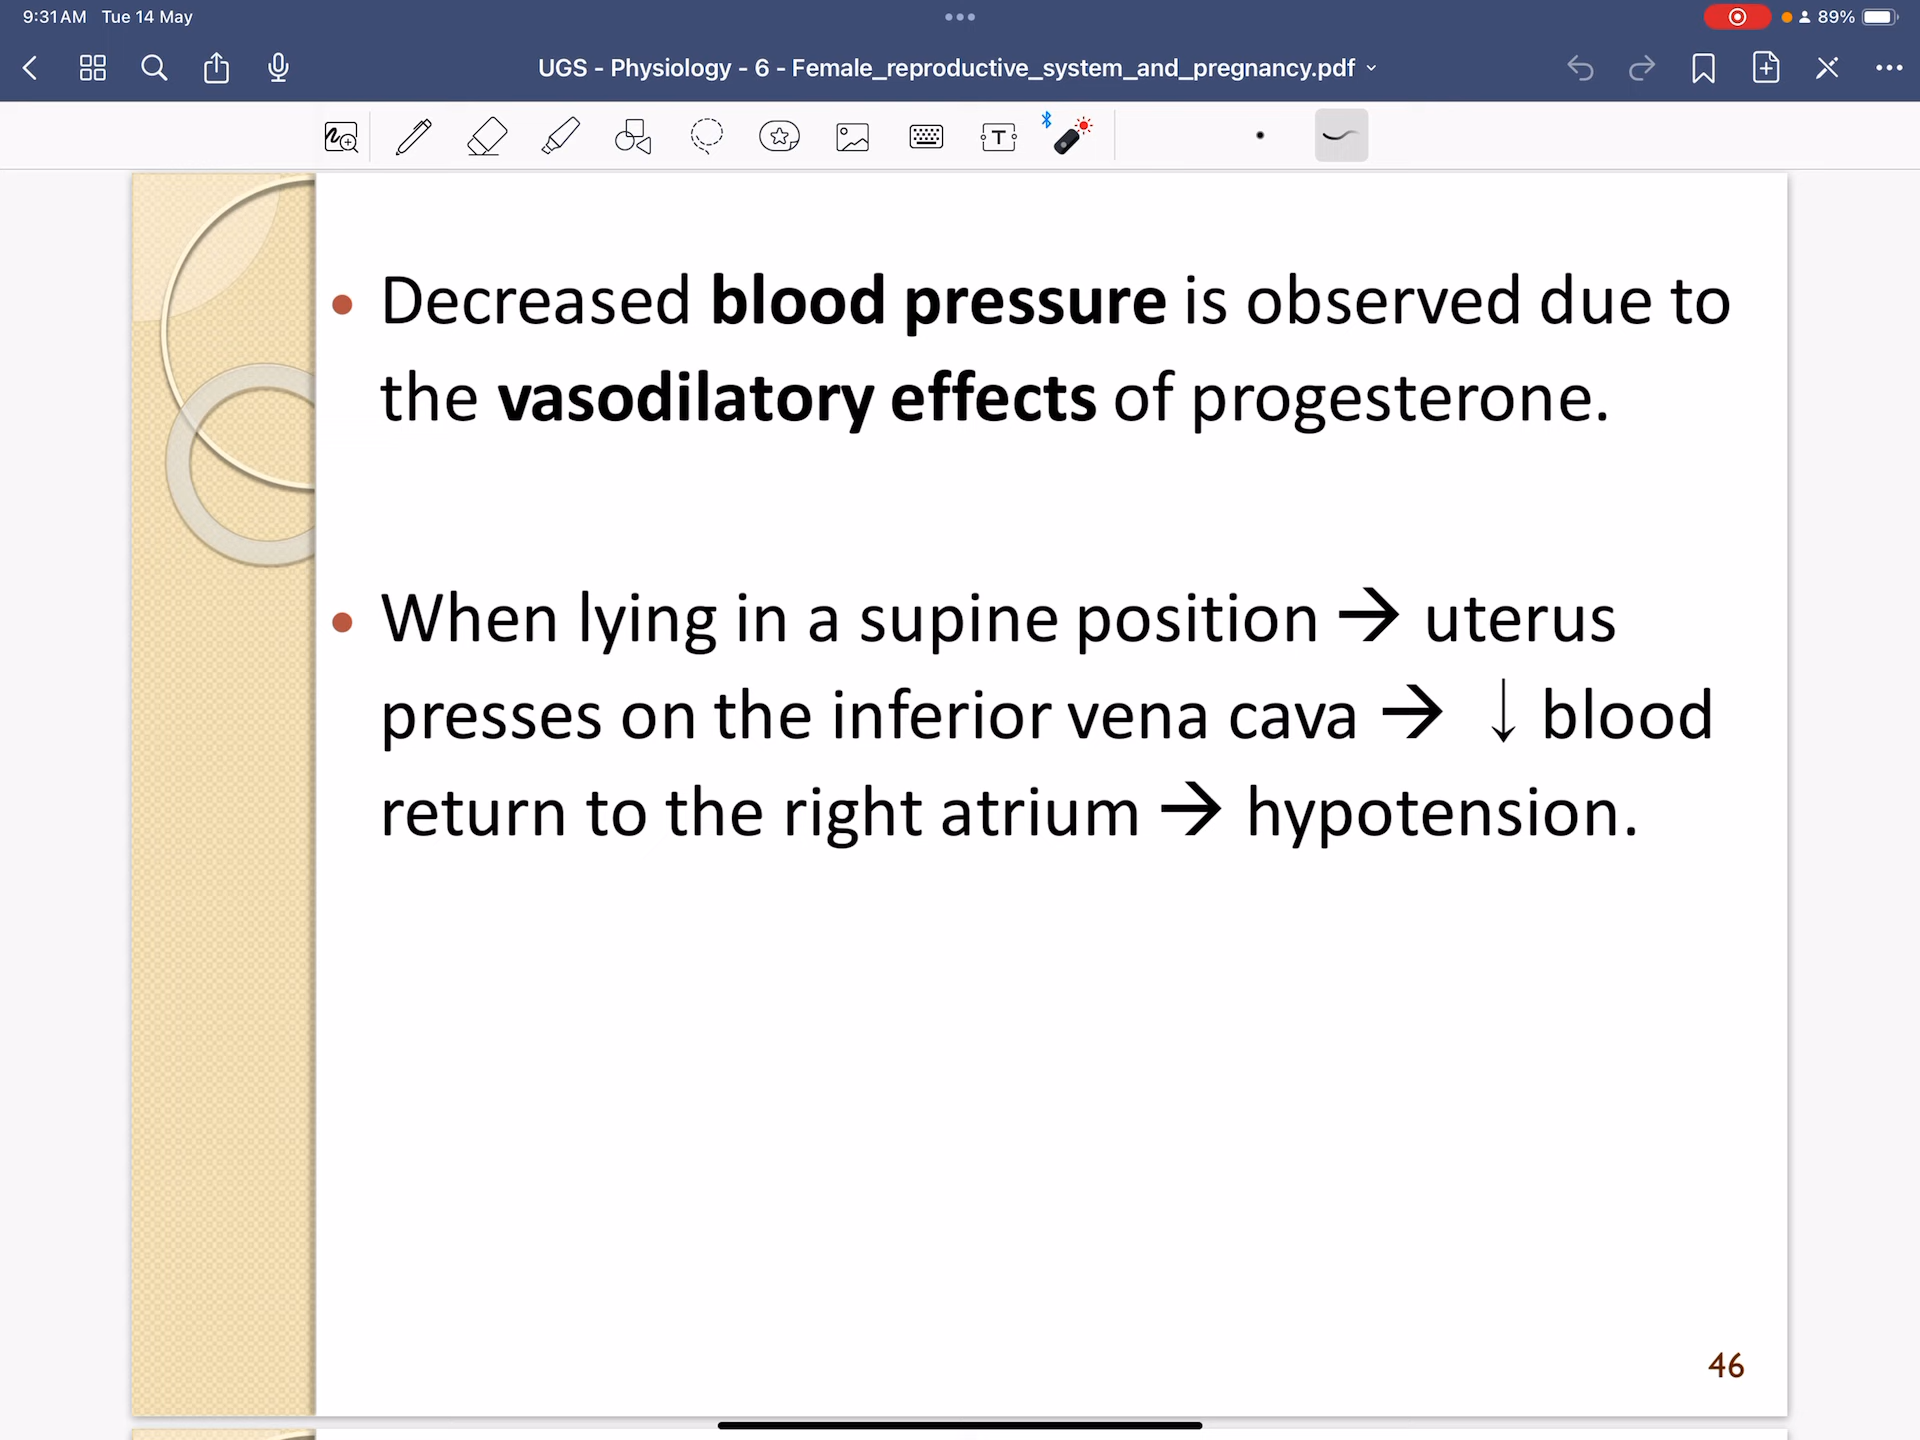 9:31 AM Tue 14 May
89%
UGS - Physiology - 6 - Female_reproductive_system_and_pregnancy.pdf
T
• Decreased blood pressure is observed due to
the vasodilatory effects of progesterone.
• When lying in a supine position → uterus
presses on the inferior vena cava → ↓ blood
return to the right atrium → hypotension.
46